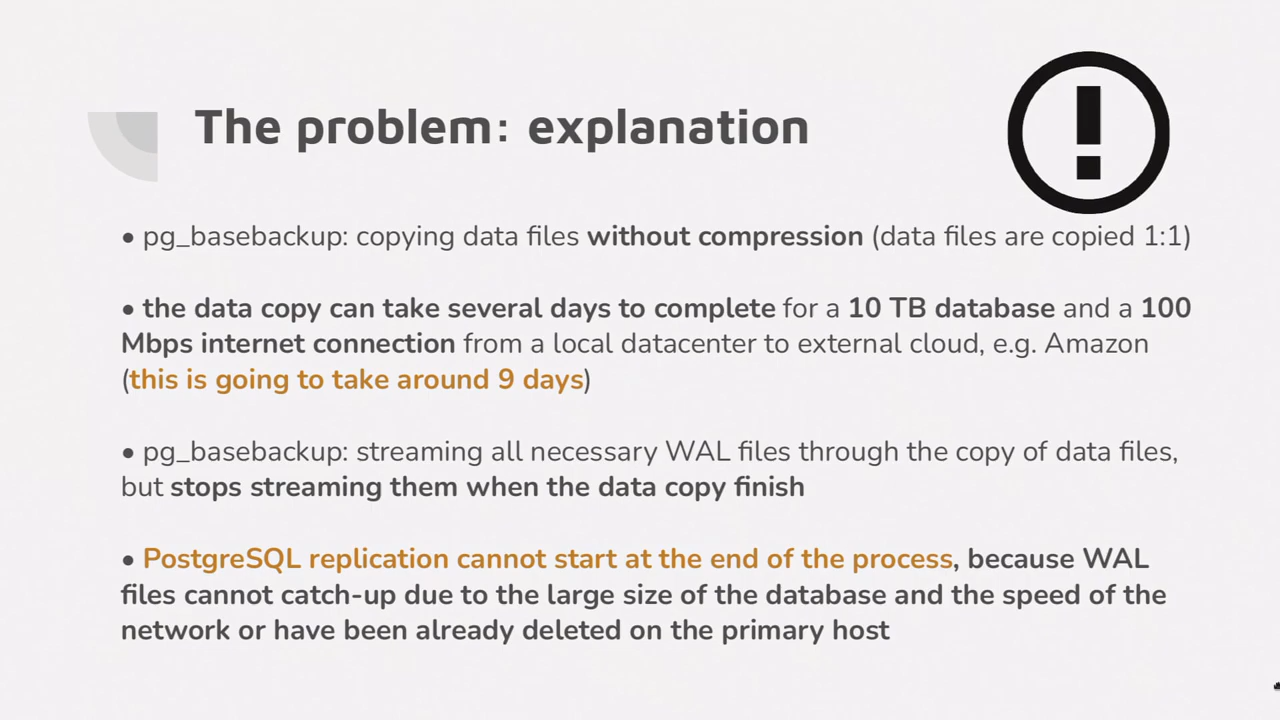 The problem: explanation
• pg_basebackup: copying data files without compression (data files are copied 1:1)
• the data copy can take several days to complete for a 10 TB database and a 100
Mbps internet connection from a local datacenter to external cloud, e.g. Amazon
(this is going to take around 9 days)
• pg_basebackup: streaming all necessary WAL files through the copy of data files,
but stops streaming them when the data copy finish
• PostgreSQL replication cannot start at the end of the process, because WAL
files cannot catch-up due to the large size of the database and the speed of the
network or have been already deleted on the primary host